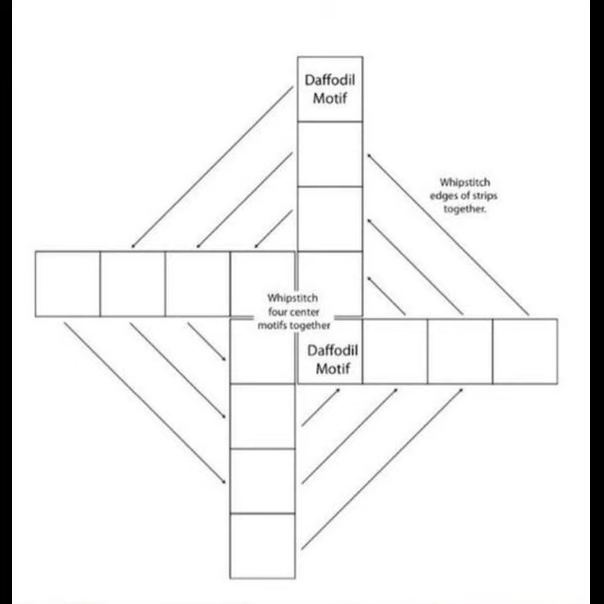 Daffodil
Motif
Whipstitch
edges of strips
together.
Whipstitch
four center
motifs together
Daffodil
Motif